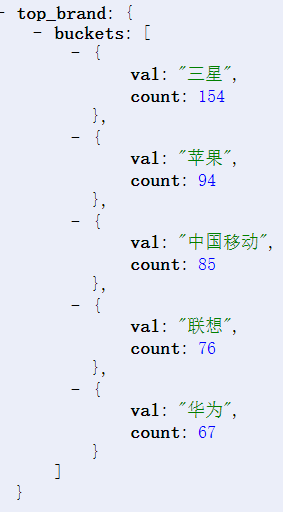 - top_brand: {
- buckets: [
- {
val: "三星",
count: 154
},
- {
val: "苹果",
count: 94
},
- {
val: "中国移动",
count: 85
},
- {
val: "联想",
count: 76
},
- {
val: "华为",
count: 67
}
]
}